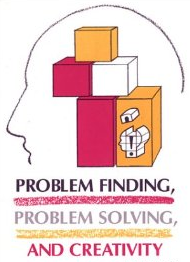 PROBLEM FINDING,
PROBLEM SOLVING,
AND CREATIVITY